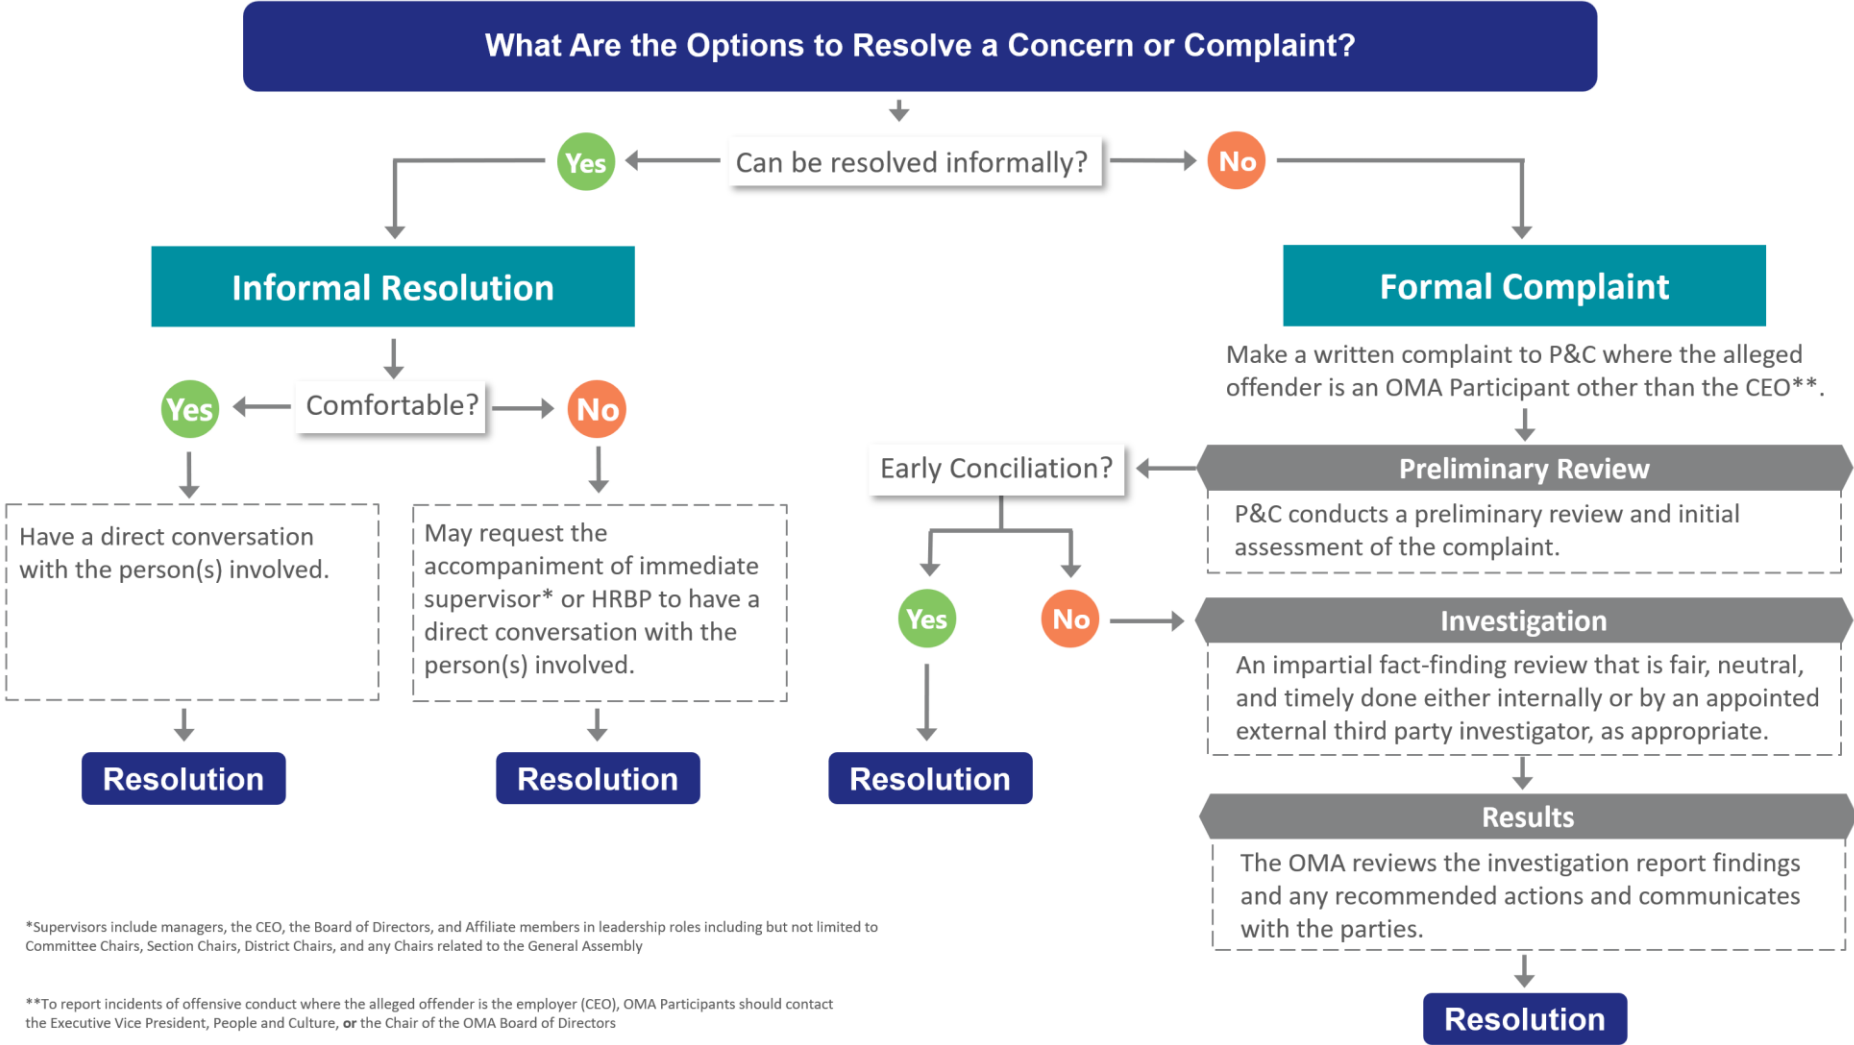 What Are the Options to Resolve a Concern or Complaint?
Can be resolved informally?
Yes
No
Informal Resolution
Comfortable?
Yes
No
Have a direct conversation
with the person(s) involved.
Resolution
May request the
accompaniment of immediate
supervisor* or HRBP to have a
direct conversation with the
person(s) involved.
Resolution
Formal Complaint
Make a written complaint to P&C where the alleged
offender is an OMA Participant other than the CEO**.
Preliminary Review
P&C conducts a preliminary review and initial
assessment of the complaint.
Early Conciliation?
Yes
No
Resolution
Investigation
An impartial fact-finding review that is fair, neutral,
and timely done either internally or by an appointed
external third party investigator, as appropriate.
Results
The OMA reviews the investigation report findings
and any recommended actions and communicates
with the parties.
Resolution
*Supervisors include managers, the CEO, the Board of Directors, and Affiliate members in leadership roles including but not limited to
Committee Chairs, Section Chairs, District Chairs, and any Chairs related to the General Assembly
**To report incidents of offensive conduct where the alleged offender is the employer (CEO), OMA Participants should contact
the Executive Vice President, People and Culture, or the Chair of the OMA Board of Directors